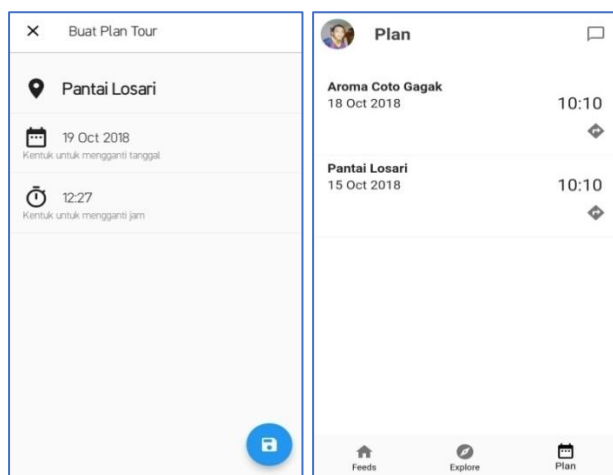 Buat Plan Tour
Pantai Losari
19 Oct 2018
Kentuk untuk mengganti tanggal
12:27
Kentuk untuk mengganti jam
Plan
Aroma Coto Gagak
18 Oct 2018
10:10
Pantai Losari
15 Oct 2018
10:10
Feeds
Explore
Plan